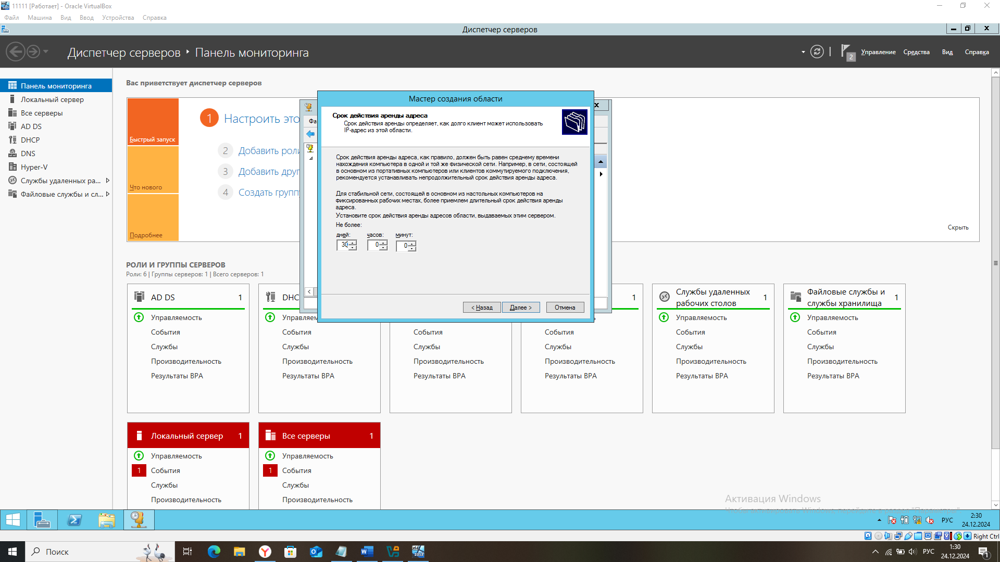 11111 [Работает] - Oracle VirtualBox
Файл Машина Вид Ввод Устройства Справка
Диспетчер серверов
Диспетчер серверов Панель мониторинга
2
Управление Средства Вид Справка
Панель мониторинга
Локальный сервер
Все серверы
AD DS
DHCP
DNS
Hyper-V
Службы удаленных ра...
Файловые службы и сл...
Вас приветствует диспетчер серверов
Быстрый запуск
Что нового
Подробнее
1 Настроить это
2 Добавить роли
3 Добавить друг
4 Создать групп
Скрыть
Фа
Мастер создания области
Срок действия аренды адреса
Срок действия аренды определяет, как долго клиент может использовать
IP-адрес из этой области.
Срок действия аренды адреса, как правило, должен быть равен среднему времени
нахождения компьютера в одной и той же физической сети. Например, в сети, состоящей
в основном из портативных компьютеров или клиентов коммутируемого подключения,
рекомендуется устанавливать непродолжительный срок действия аренды адреса.
Для стабильной сети, состоящей в основном из настольных компьютеров на
фиксированных рабочих местах, более приемлем длительный срок действия аренды
адреса.
Установите срок действия аренды адресов области, выдаваемых этим сервером.
Не более:
дней: часов: минут:
30 0 0
< Назад Далее > Отмена
РОЛИ И ГРУППЫ СЕРВЕРОВ
Роли: 6 | Группы серверов: 1 | Всего серверов: 1
AD DS 1
Управляемость
События
Службы
Производительность
Результаты BPA
DHC
Управляем
События
Службы
Производительность
Результаты BPA
События
Службы
Производительность
Результаты BPA
1
События
Службы
Производительность
Результаты BPA
Службы удаленных
рабочих столов 1
Управляемость
События
Службы
Производительность
Результаты BPA
Файловые службы и
службы хранилища 1
Управляемость
События
Службы
Производительность
Результаты BPA
Локальный сервер 1
Управляемость
1 События
Службы
Производительность
Все серверы 1
Управляемость
1 События
Службы
Производительность
Активация Windows
РУС
2:30
24.12.2024
Right Ctrl
Поиск
РУС
1:30
24.12.2024
1